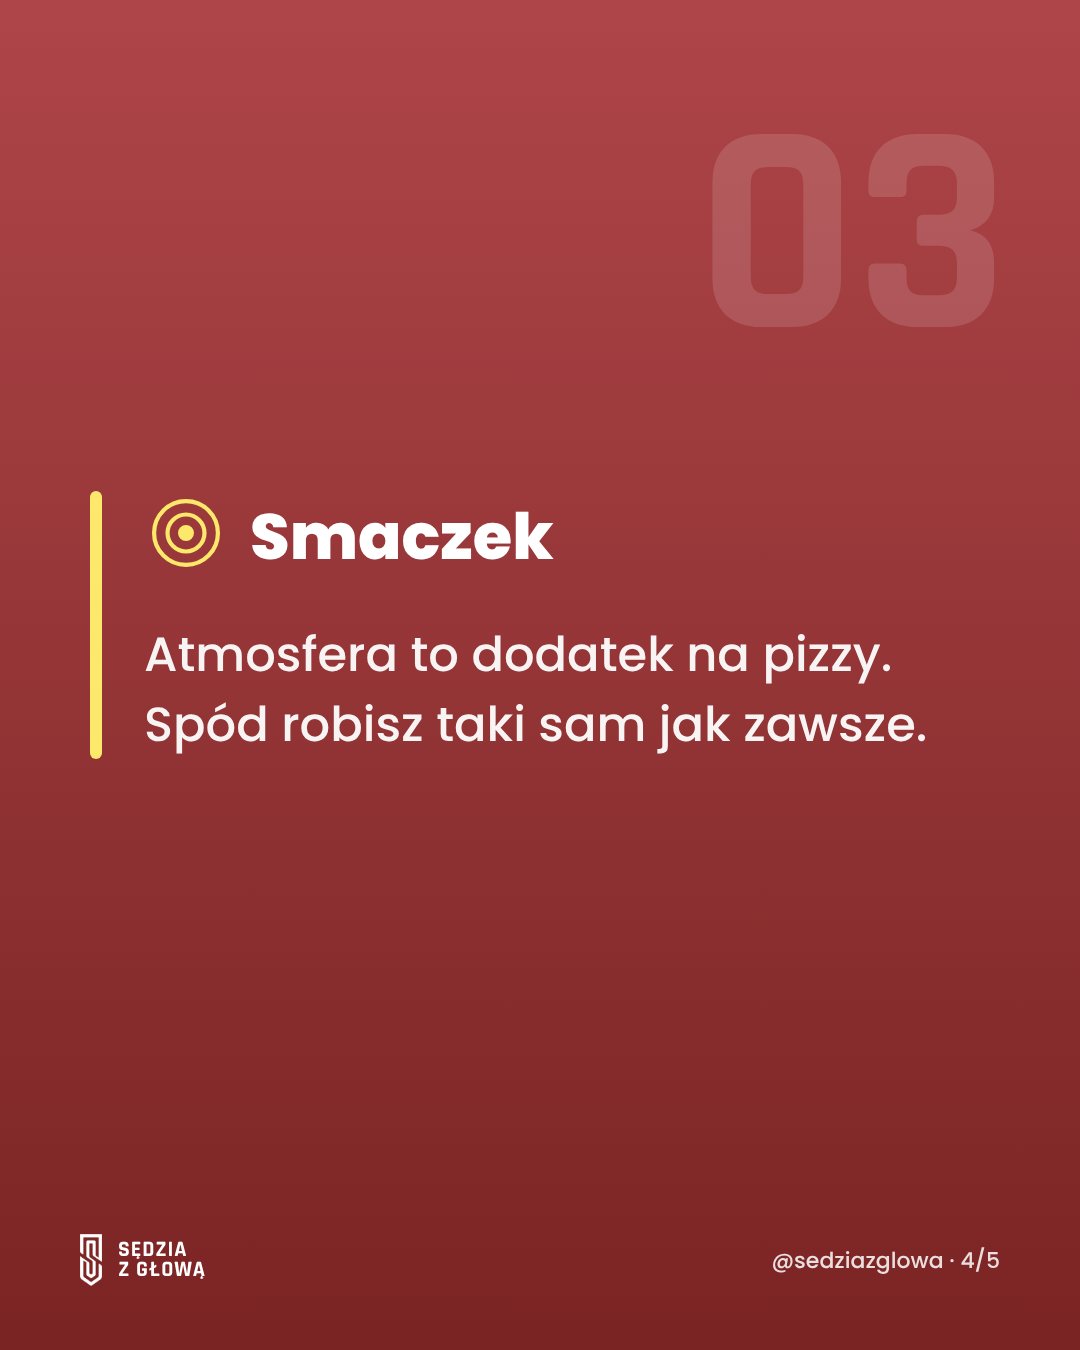 03
Smaczek
Atmosfera to dodatek na pizzy.
Spód robisz taki sam jak zawsze.
SĘDZIA
Z GŁOWĄ
@sedziazglowa · 4/5